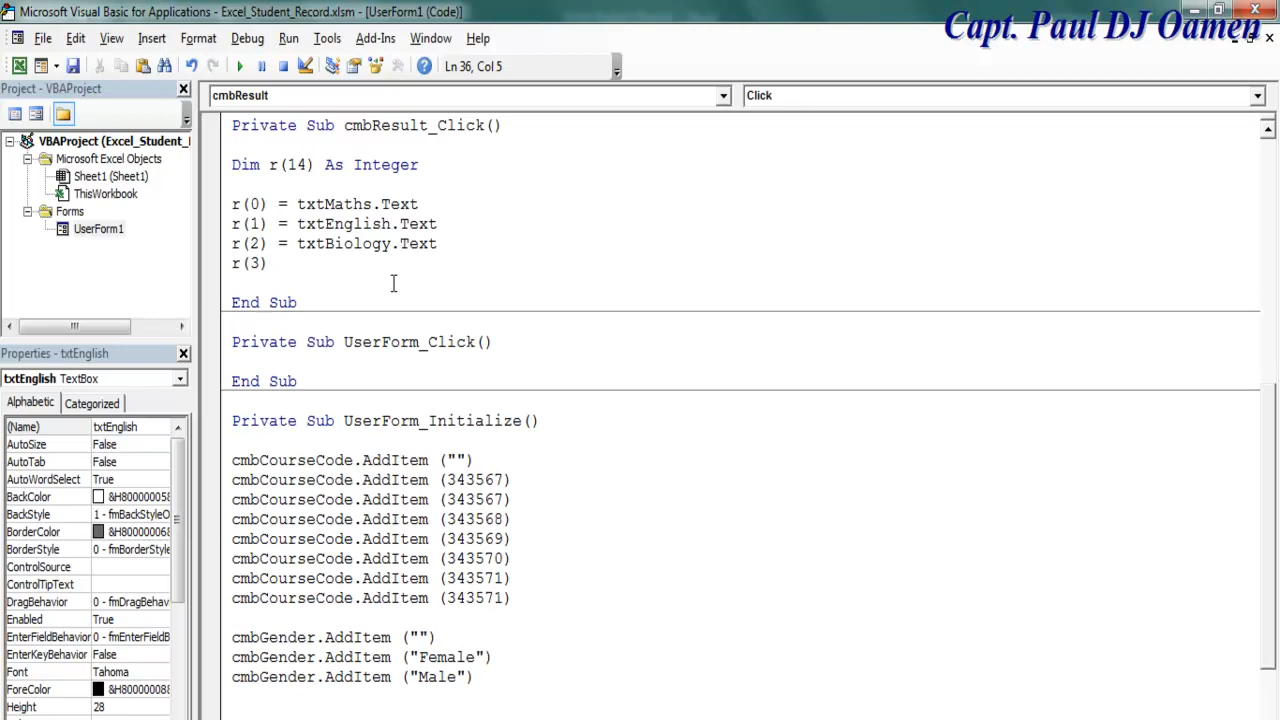 Microsoft Visual Basic for Applications - Excel_Student_Record.xlsm - [UserForm1 (Code)]
Capt. Paul DJ Oamen
File Edit View Insert Format Debug Run Tools Add-Ins Window Help
Ln 36, Col 5
Project - VBAProject
cmbResult Click
VBAProject (Excel_Student_
Microsoft Excel Objects
Sheet1 (Sheet1)
ThisWorkbook
Forms
UserForm1
Private Sub cmbResult_Click()
Dim r(14) As Integer
r(0) = txtMaths.Text
r(1) = txtEnglish.Text
r(2) = txtBiology.Text
r(3)
End Sub
Private Sub UserForm_Click()
End Sub
Private Sub UserForm_Initialize()
cmbCourseCode.AddItem ("")
cmbCourseCode.AddItem (343567)
cmbCourseCode.AddItem (343567)
cmbCourseCode.AddItem (343568)
cmbCourseCode.AddItem (343569)
cmbCourseCode.AddItem (343570)
cmbCourseCode.AddItem (343571)
cmbCourseCode.AddItem (343571)
cmbGender.AddItem ("")
cmbGender.AddItem ("Female")
cmbGender.AddItem ("Male")
Properties - txtEnglish
txtEnglish TextBox
Alphabetic Categorized
(Name) txtEnglish
AutoSize False
AutoTab False
AutoWordSelect True
BackColor &H80000005
BackStyle 1 - fmBackStyleO
BorderColor &H80000006
BorderStyle 0 - fmBorderStyle
ControlSource
ControlTipText
DragBehavior 0 - fmDragBehav
Enabled True
EnterFieldBehavior 0 - fmEnterFieldB
EnterKeyBehavior False
Font Tahoma
ForeColor &H80000008
Height 28